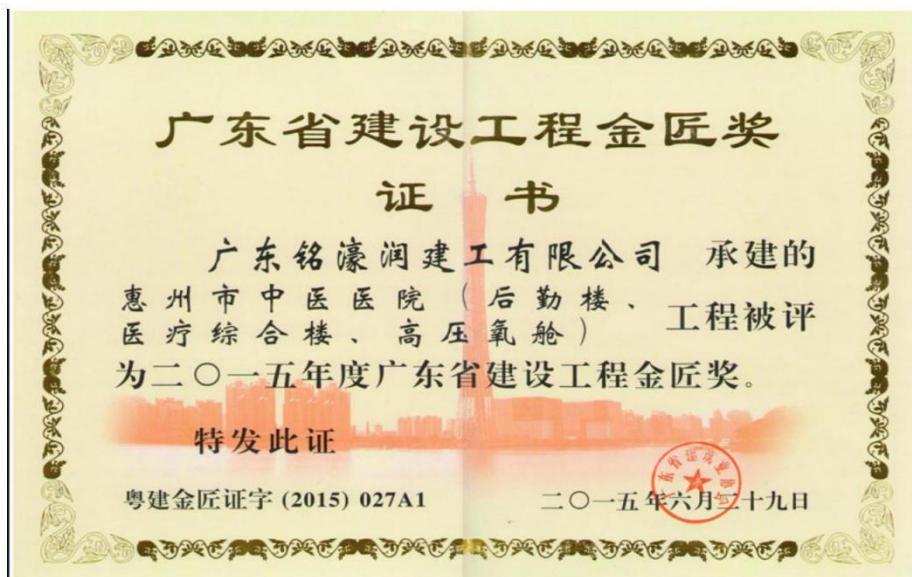 广东省建设工程金匠奖
证书
广东铭濠润建工有限公司 承建的
惠州市中医医院（后勤楼、
医疗综合楼、高压氧舱） 工程被评
为二〇一五年度广东省建设工程金匠奖。
特发此证
粤建金匠证字 (2015) 027A1
二〇一五年六月二十九日